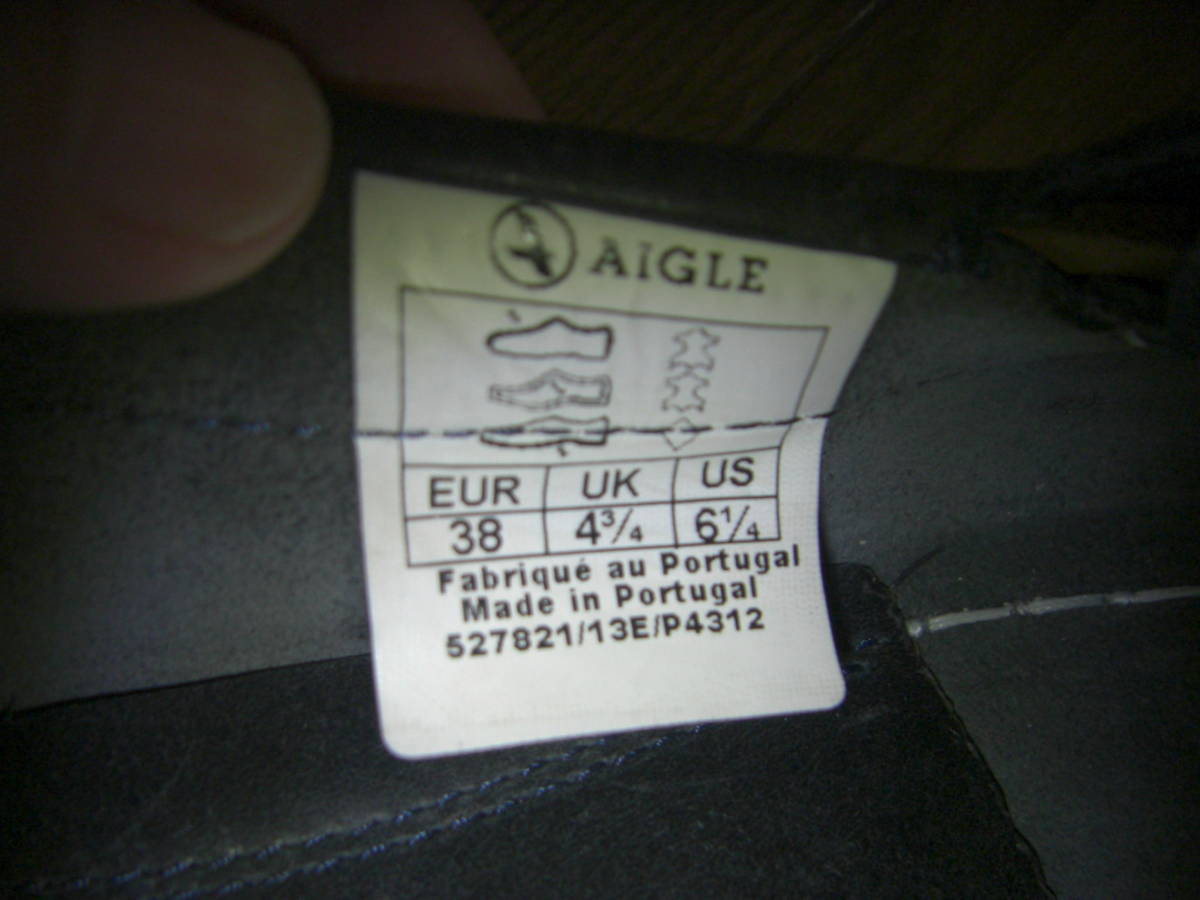 AIGLE
EUR UK US
38 4¾ 6¼
Fabriqué au Portugal
Made in Portugal
527821/13E/P4312